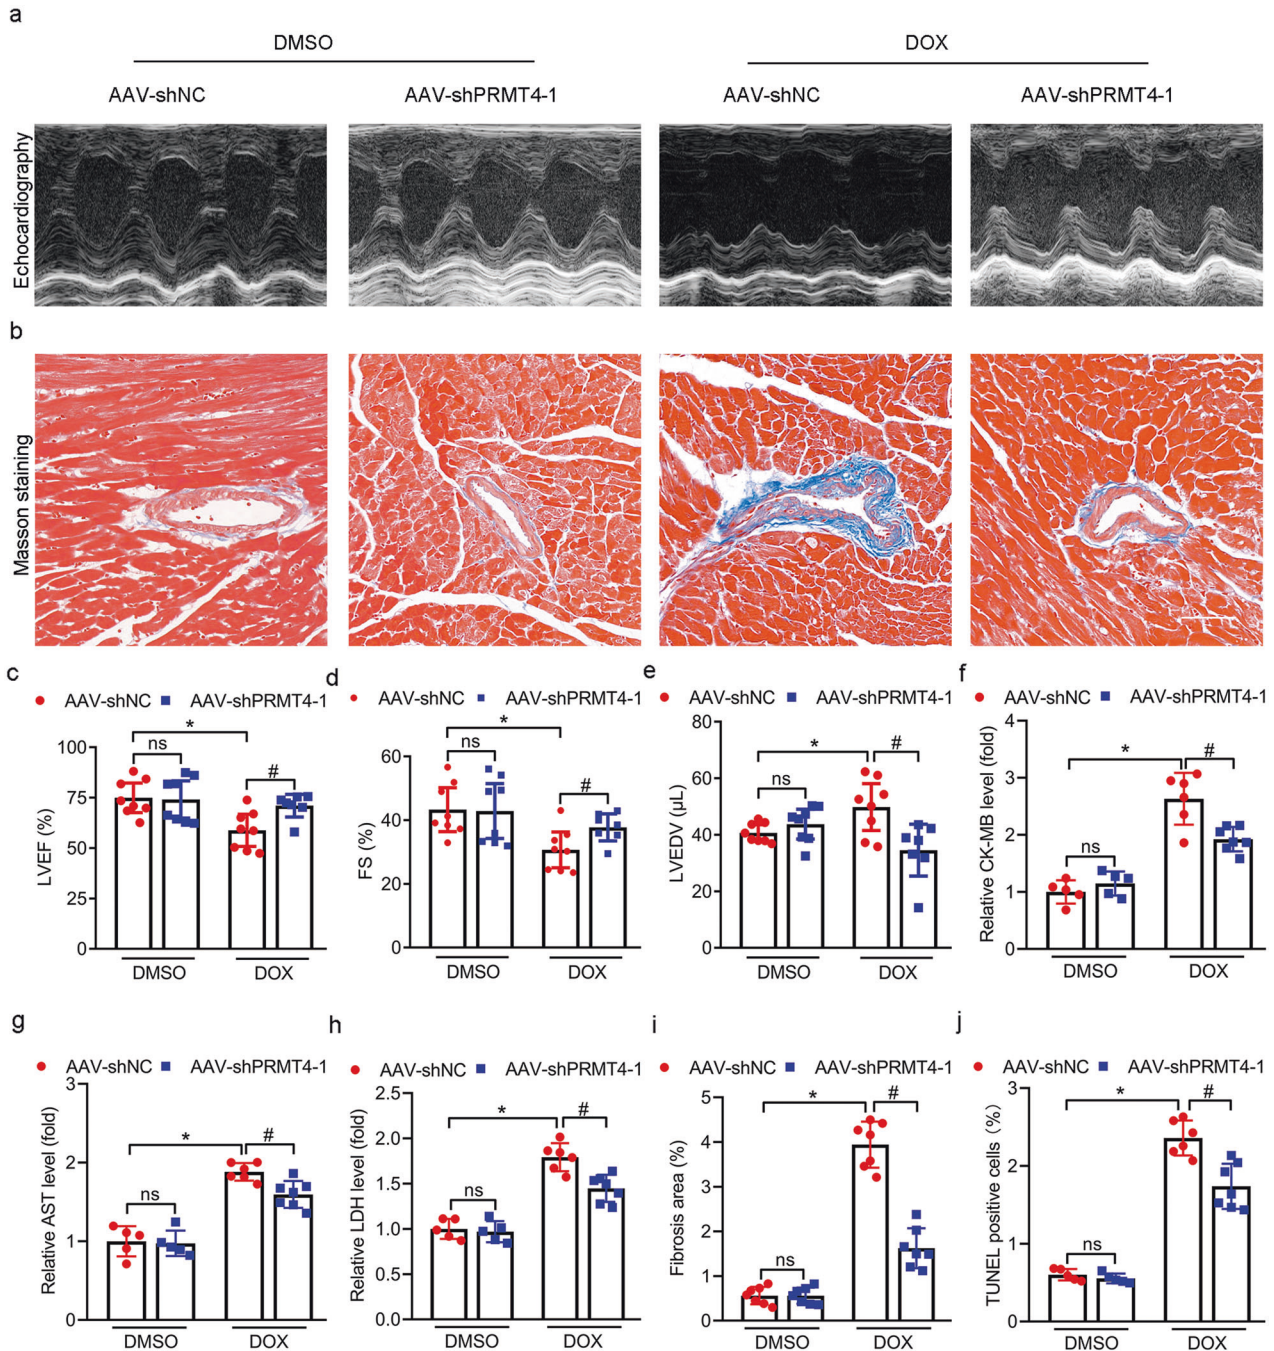 a
DMSO DOX
AAV-shNC AAV-shPRMT4-1 AAV-shNC AAV-shPRMT4-1
Echocardiography
b
Masson staining
c
AAV-shNC AAV-shPRMT4-1
LVEF (%)
100
75
50
25
0
*
ns
#
DMSO DOX
d
AAV-shNC AAV-shPRMT4-1
FS (%)
60
40
20
0
*
ns
#
DMSO DOX
e
AAV-shNC AAV-shPRMT4-1
LVEDV (μL)
80
60
40
20
0
*
ns
#
DMSO DOX
f
AAV-shNC AAV-shPRMT4-1
Relative CK-MB level (fold)
4
3
2
1
0
*
ns
#
DMSO DOX
g
AAV-shNC AAV-shPRMT4-1
Relative AST level (fold)
3
2
1
0
*
ns
#
DMSO DOX
h
AAV-shNC AAV-shPRMT4-1
Relative LDH level (fold)
2.5
2.0
1.5
1.0
0.5
0.0
*
ns
#
DMSO DOX
i
AAV-shNC AAV-shPRMT4-1
Fibrosis area (%)
5
4
3
2
1
0
*
ns
#
DMSO DOX
j
AAV-shNC AAV-shPRMT4-1
TUNEL positive cells (%)
3
2
1
0
*
ns
#
DMSO DOX